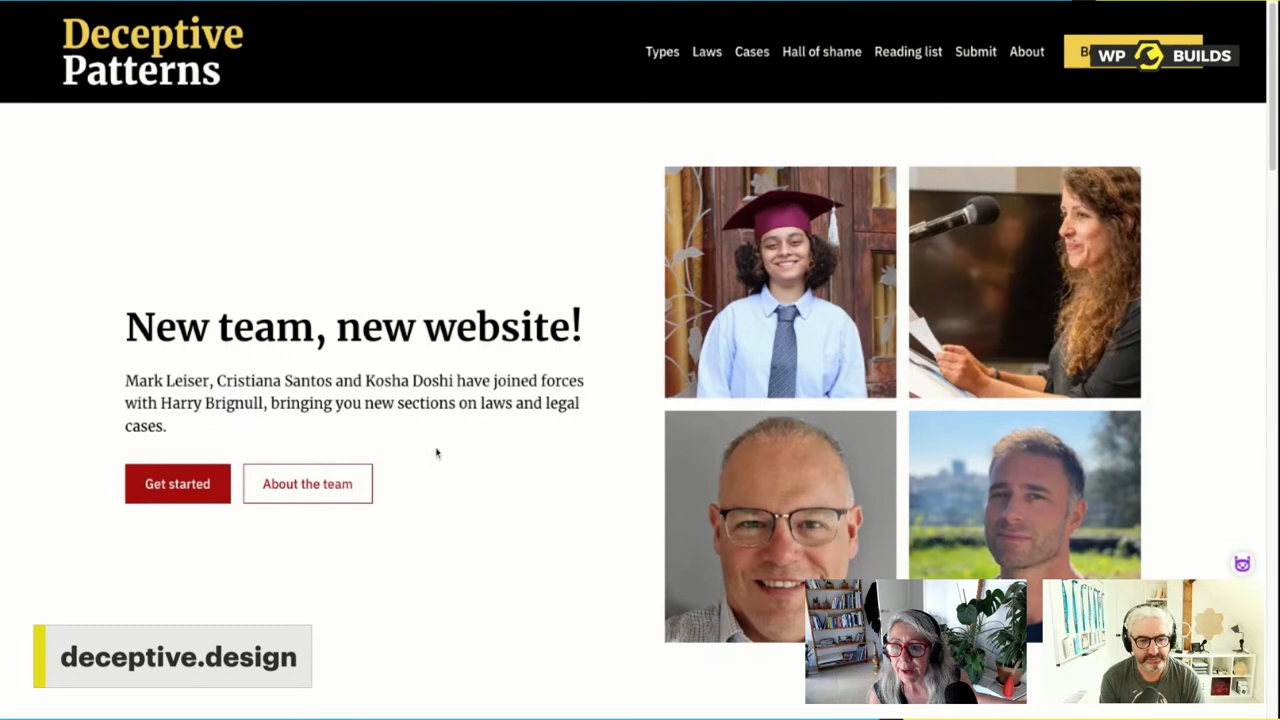 Deceptive
Patterns
Types Laws Cases Hall of shame Reading list Submit About
WP BUILDS
New team, new website!
Mark Leiser, Cristiana Santos and Kosha Doshi have joined forces
with Harry Brignull, bringing you new sections on laws and legal
cases.
Get started About the team
deceptive.design